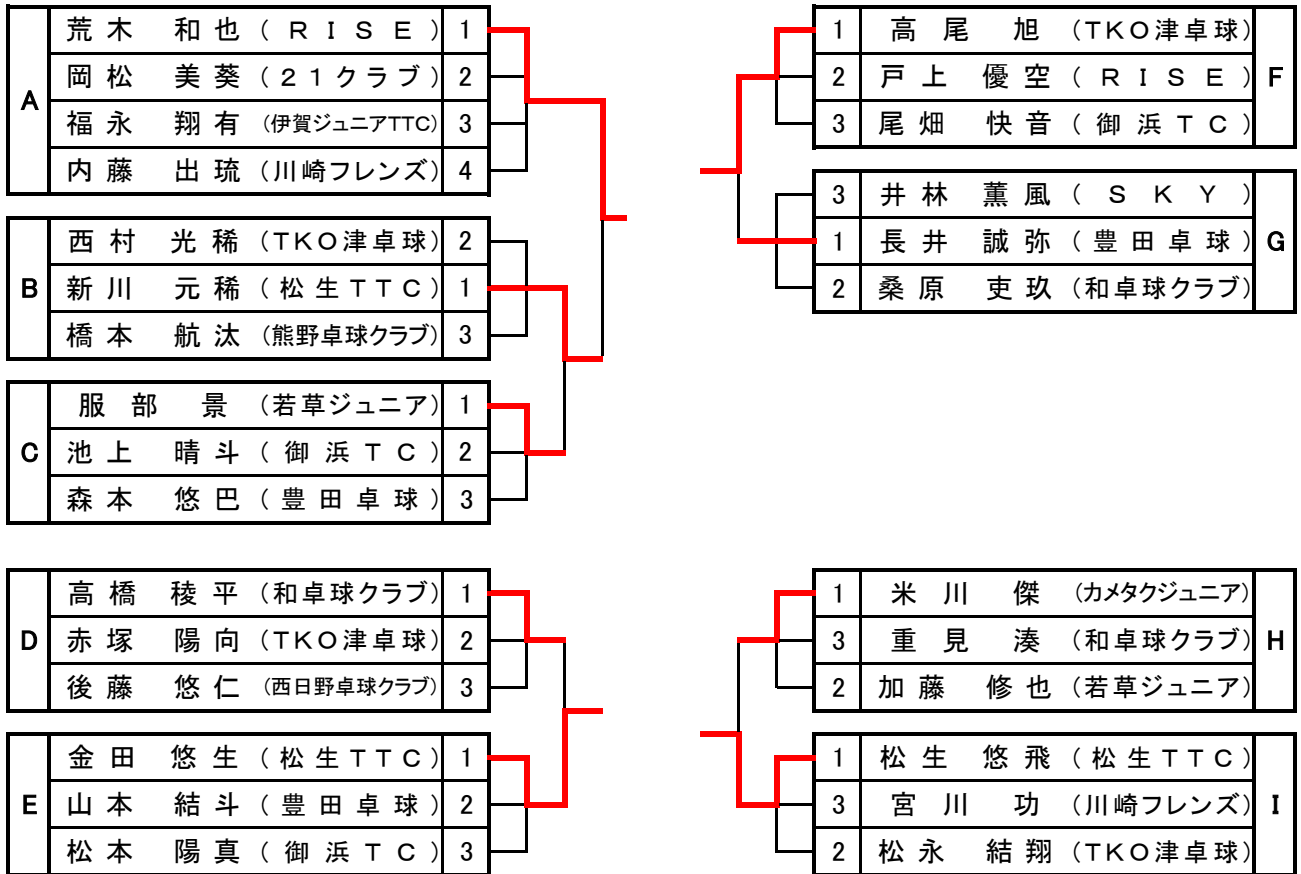 A
荒木 和也 (RISE) 1
岡松 美葵 (21クラブ) 2
福永 翔有 (伊賀ジュニアTTC) 3
内藤 出琉 (川崎フレンズ) 4
B
西村 光稀 (TKO津卓球) 2
新川 元稀 (松生TTC) 1
橋本 航汰 (熊野卓球クラブ) 3
C
服部 景 (若草ジュニア) 1
池上 晴斗 (御浜TC) 2
森本 悠巴 (豊田卓球) 3
D
高橋 稜平 (和卓球クラブ) 1
赤塚 陽向 (TKO津卓球) 2
後藤 悠仁 (西日野卓球クラブ) 3
E
金田 悠生 (松生TTC) 1
山本 結斗 (豊田卓球) 2
松本 陽真 (御浜TC) 3
1 高尾 旭 (TKO津卓球)
2 戸上 優空 (RISE)
3 尾畑 快音 (御浜TC)
F
3 井林 薫風 (SKY)
1 長井 誠弥 (豊田卓球)
2 桑原 吏玖 (和卓球クラブ)
G
1 米川 傑 (カメタクジュニア)
3 重見 湊 (和卓球クラブ)
2 加藤 修也 (若草ジュニア)
H
1 松生 悠飛 (松生TTC)
3 宮川 功 (川崎フレンズ)
2 松永 結翔 (TKO津卓球)
I